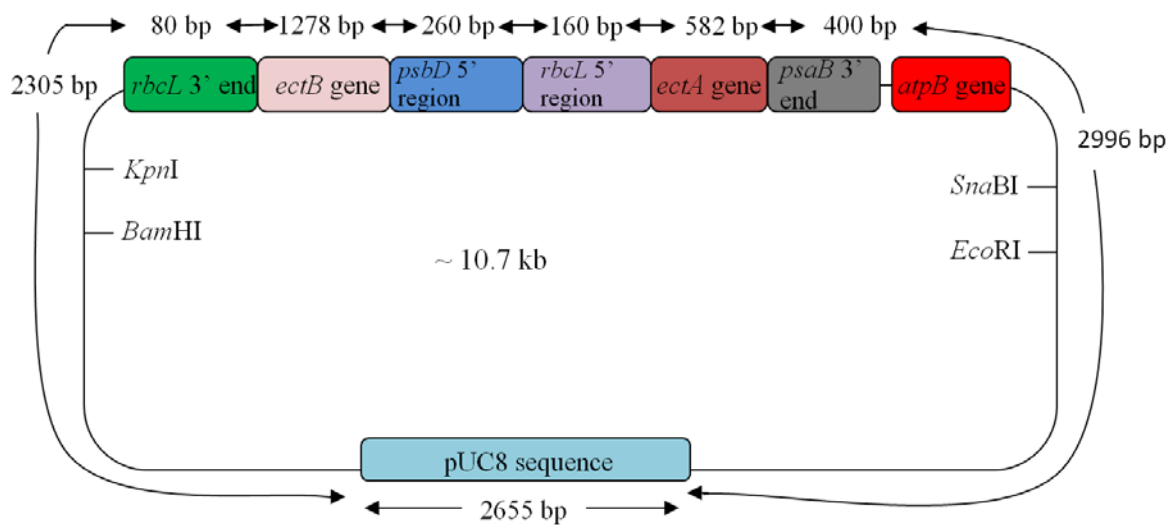 80 bp 1278 bp 260 bp 160 bp 582 bp 400 bp
2305 bp
rbcL 3’ end
ectB gene
psbD 5’
region
rbcL 5’
region
ectA gene
psaB 3’
end
atpB gene
2996 bp
KpnI
BamHI
SnaBI
EcoRI
~ 10.7 kb
pUC8 sequence
2655 bp